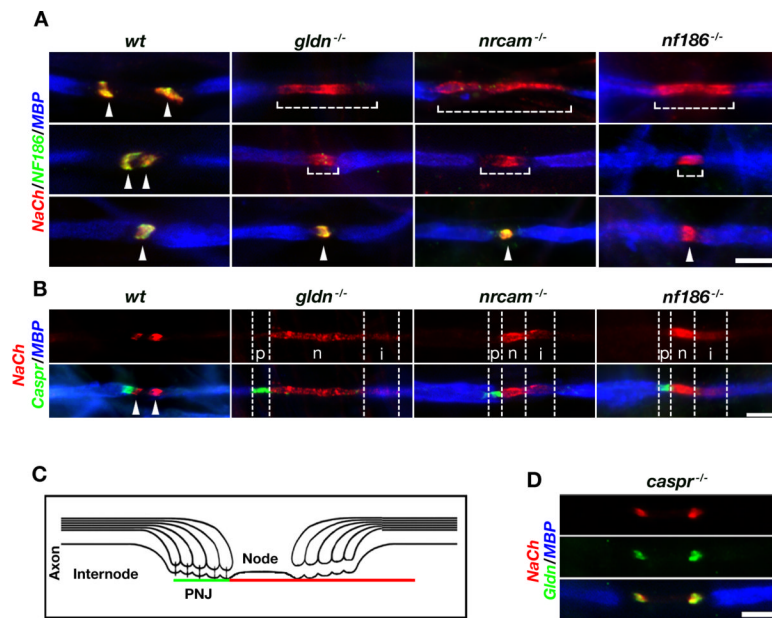 A
wt gldn-/- nrcam-/- nf186-/-
NaCh/NF186/MBP
B
wt gldn-/- nrcam-/- nf186-/-
NaCh
Caspr/MBP
p n i p n i p n i
C
Axon
Internode
Node
PNJ
D
caspr-/-
NaCh
Gldn/MBP